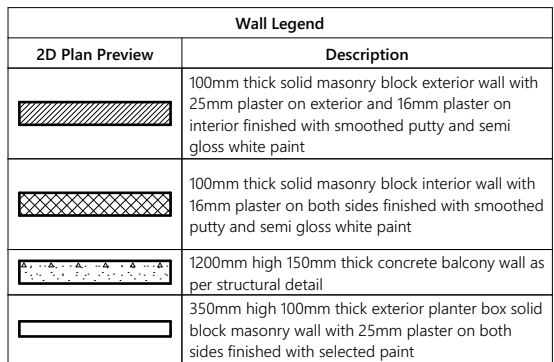 Wall Legend
2D Plan Preview Description
100mm thick solid masonry block exterior wall with
25mm plaster on exterior and 16mm plaster on
interior finished with smoothed putty and semi
gloss white paint
100mm thick solid masonry block interior wall with
16mm plaster on both sides finished with smoothed
putty and semi gloss white paint
1200mm high 150mm thick concrete balcony wall as
per structural detail
350mm high 100mm thick exterior planter box solid
block masonry wall with 25mm plaster on both
sides finished with selected paint